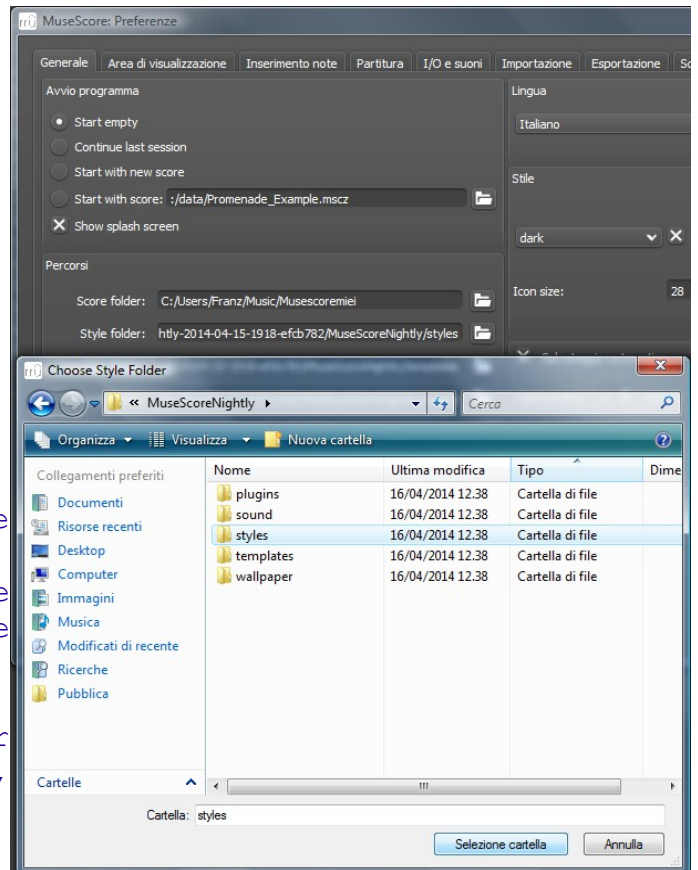 MuseScore: Preferenze
Generale Area di visualizzazione Inserimento note Partitura I/O e suoni Importazione Esportazione
Avvio programma
Start empty
Continue last session
Start with new score
Start with score: :/data/Promenade_Example.mscz
Show splash screen
Percorsi
Score folder: C:/Users/Franz/Music/Musescoremiei
Style folder: htly-2014-04-15-1918-efcb782/MuseScoreNightly/styles
Lingua
Italiano
Stile
dark
Icon size: 28
Choose Style Folder
« MuseScoreNightly
Cerca
Organizza Visualizza Nuova cartella
Collegamenti preferiti
Documenti
Risorse recenti
Desktop
Computer
Immagini
Musica
Modificati di recente
Ricerche
Pubblica
Cartelle
Nome Ultima modifica Tipo Dime
plugins 16/04/2014 12.38 Cartella di file
sound 16/04/2014 12.38 Cartella di file
styles 16/04/2014 12.38 Cartella di file
templates 16/04/2014 12.38 Cartella di file
wallpaper 16/04/2014 12.38 Cartella di file
Cartella: styles
Selezione cartella Annulla